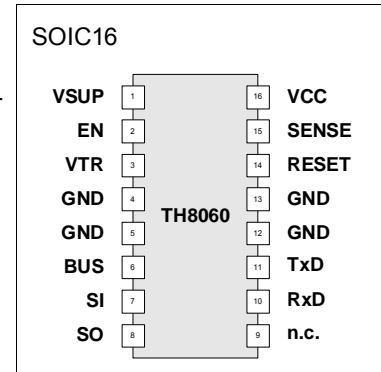 SOIC16
VSUP 1 16 VCC
EN 2 15 SENSE
VTR 3 14 RESET
GND 4 13 GND
TH8060
GND 5 12 GND
BUS 6 11 TxD
SI 7 10 RxD
SO 8 9 n.c.